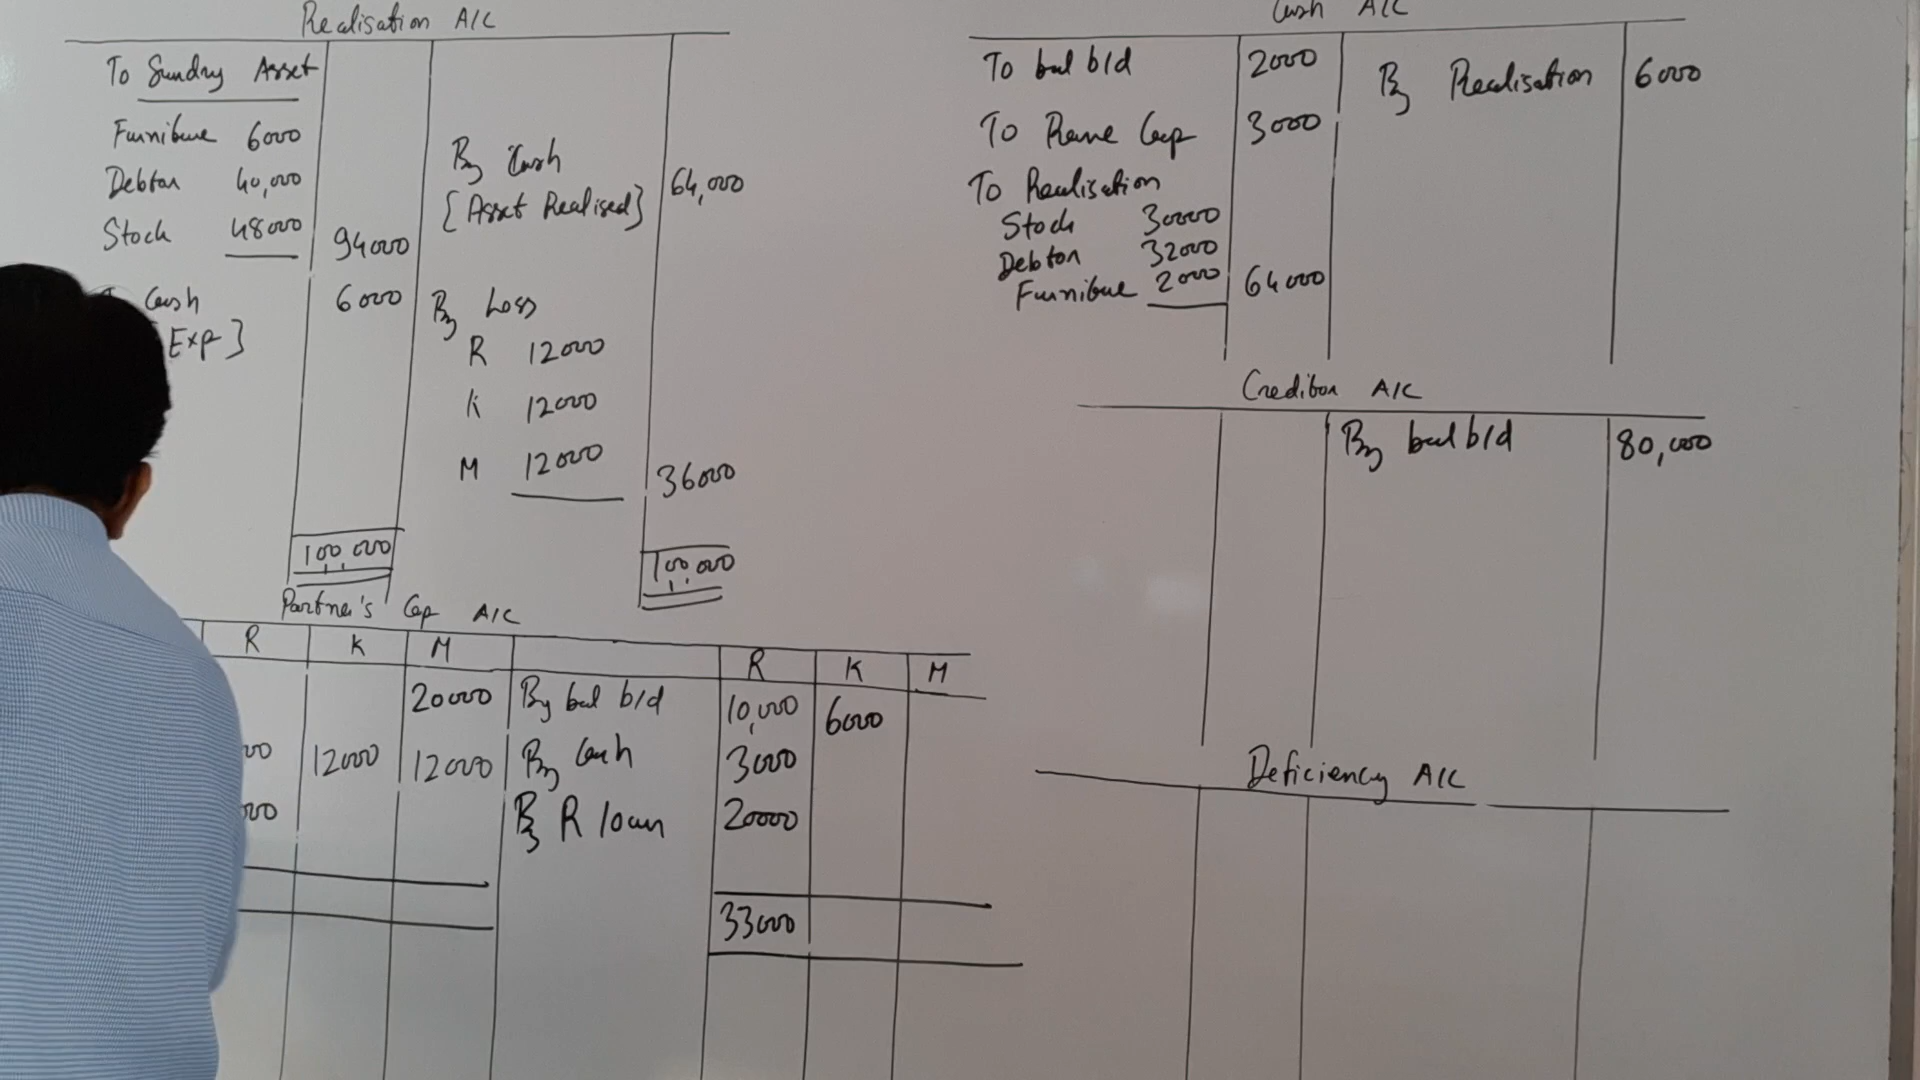 Realisation A/C
To Sundry Asset
Furniture 6000
Debtor 40,000
Stock 48000 94000
Cash 6000
Exp]
By Cash
[Asset Realised] 64,000
By Loss
R 12000
K 12000
M 12000 36000
100,000 100,000
Cash A/C
To bal b/d 2000 By Realisation 6000
To Rame Cap 3000
To Realisation
Stock 30000
Debtor 32000
Furniture 2000 64000
Creditor A/C
By bal b/d 80,000
Partner's Cap A/C
R K M R K M
20000 By bal b/d 10,000 6000
00 12000 12000 By Cash 3000
000 By R loan 20000
33000
Deficiency A/C